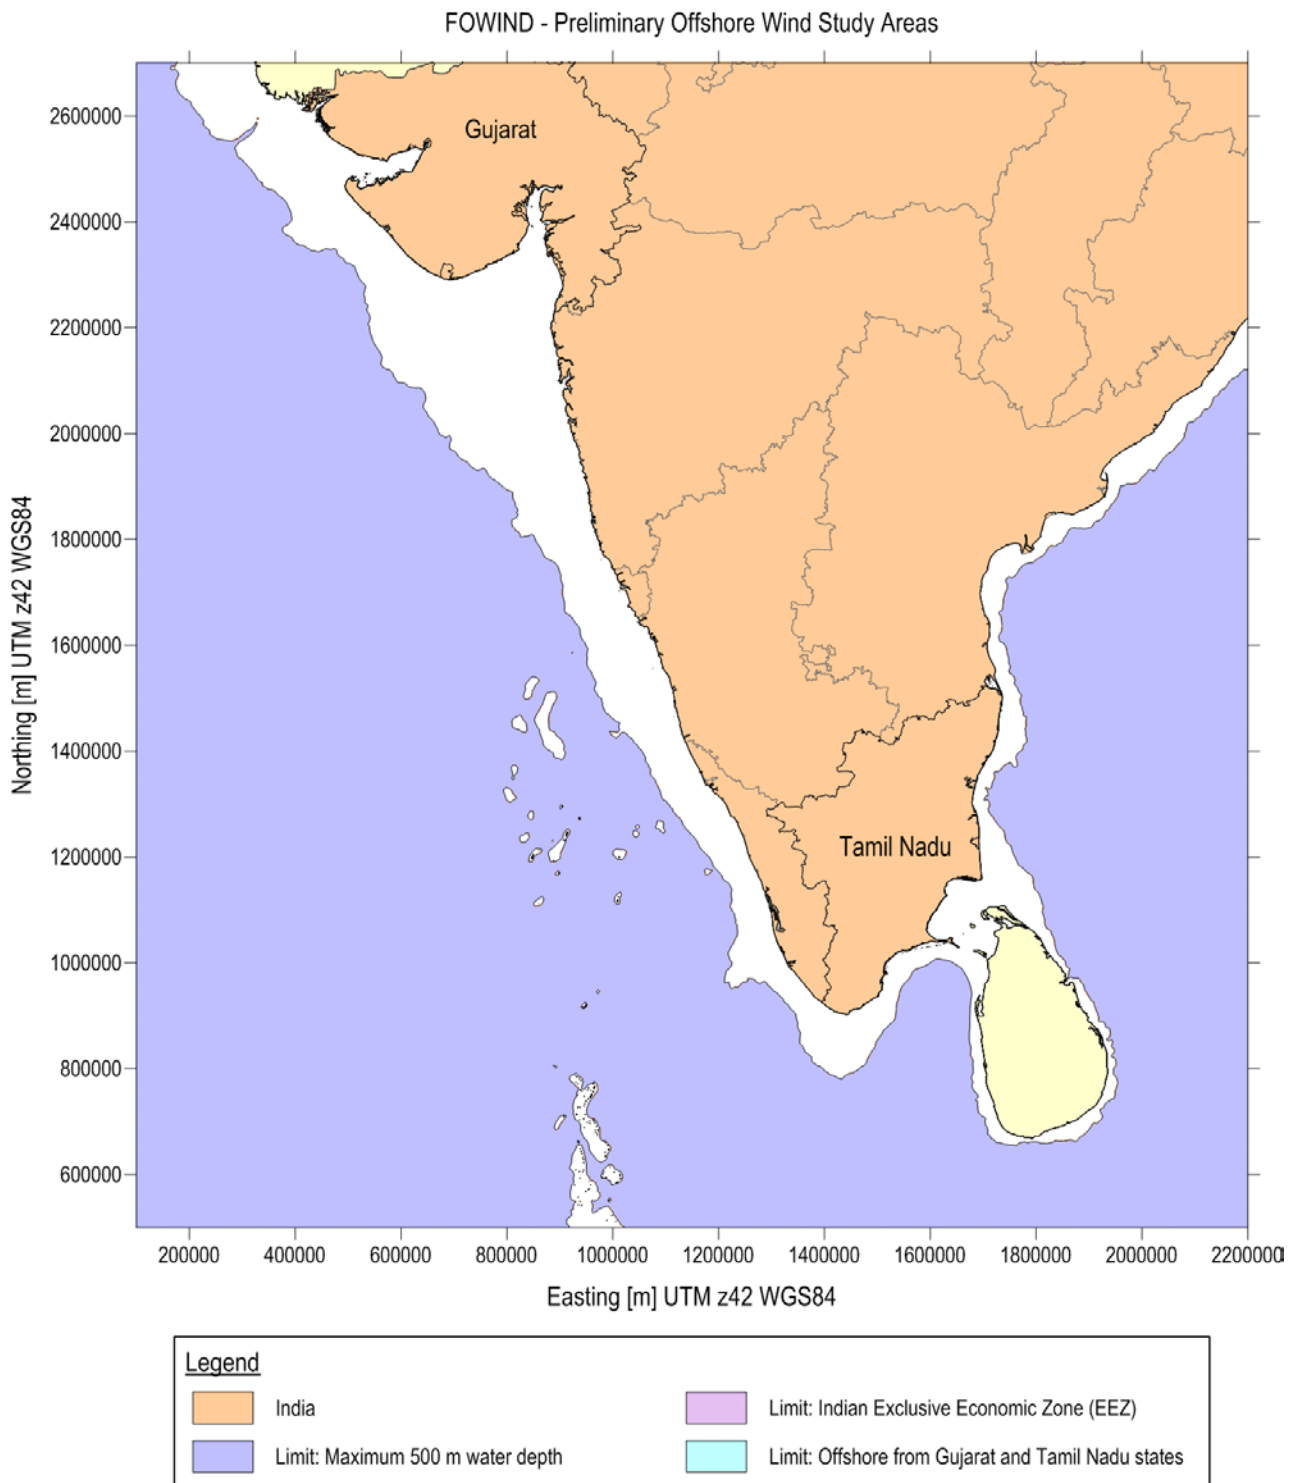 FOWIND - Preliminary Offshore Wind Study Areas
Gujarat
Tamil Nadu
Northing [m] UTM z42 WGS84
2600000
2400000
2200000
2000000
1800000
1600000
1400000
1200000
1000000
800000
600000
200000 400000 600000 800000 1000000 1200000 1400000 1600000 1800000 2000000 2200000
Easting [m] UTM z42 WGS84
Legend
India
Limit: Indian Exclusive Economic Zone (EEZ)
Limit: Maximum 500 m water depth
Limit: Offshore from Gujarat and Tamil Nadu states